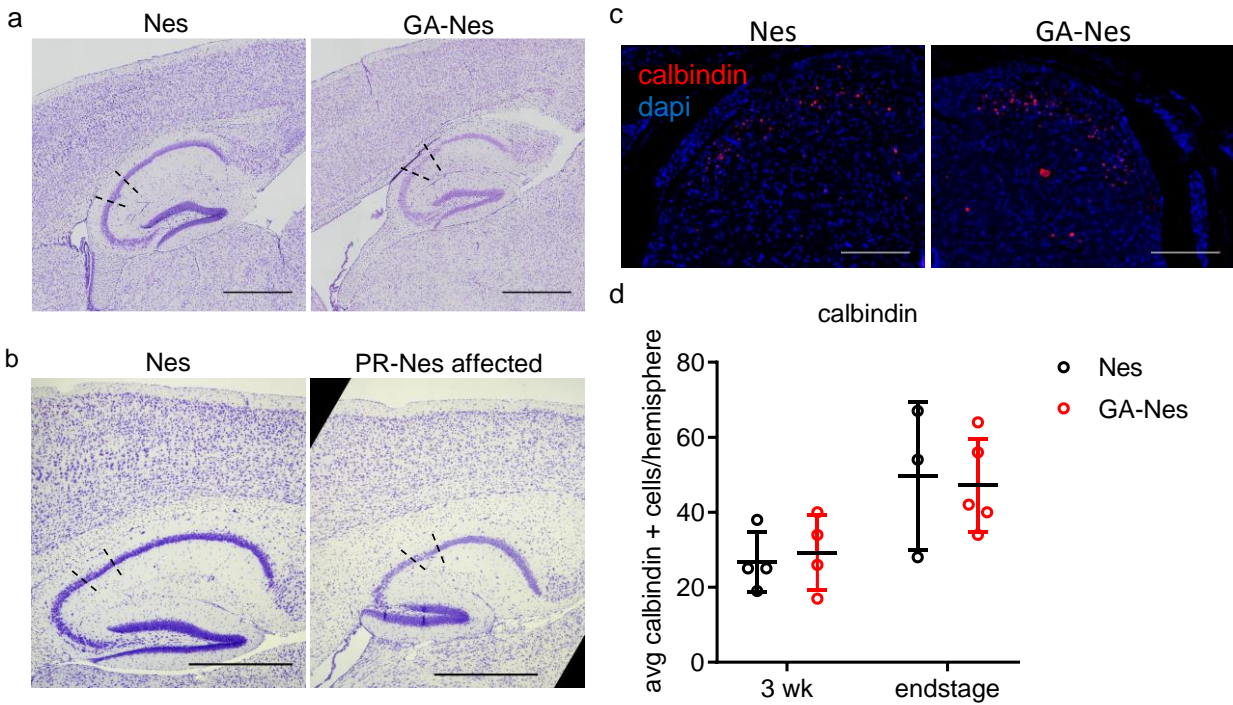 a
Nes
GA-Nes
b
Nes
PR-Nes affected
c
Nes
GA-Nes
calbindin
dapi
d
calbindin
avg calbindin + cells/hemisphere
80
60
40
20
0
3 wk
endstage
Nes
GA-Nes